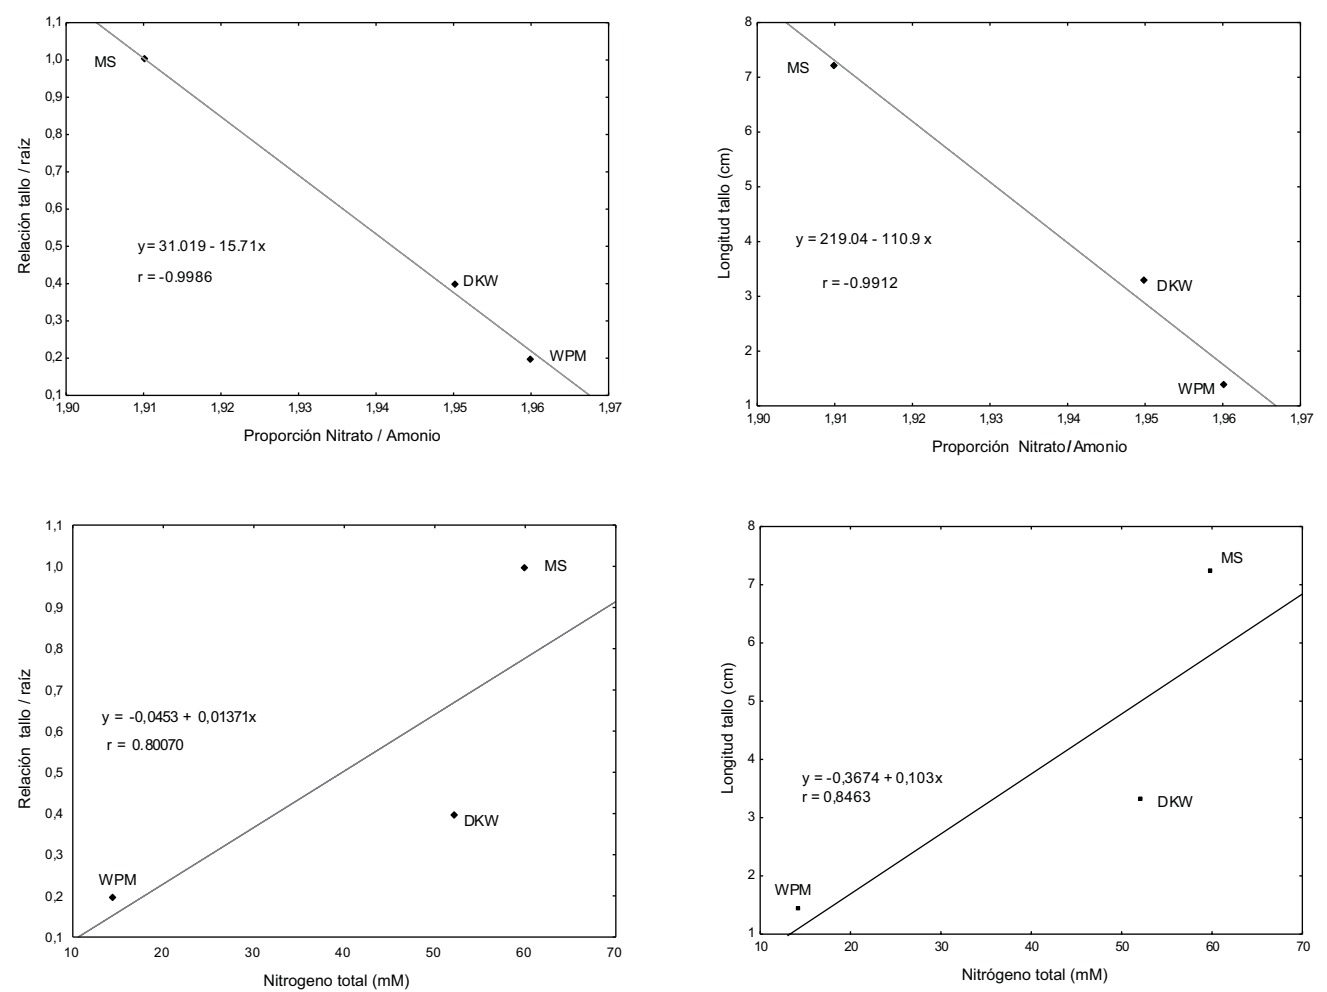 1,1
1,0
0,9
0,8
0,7
0,6
0,5
0,4
0,3
0,2
0,1
Relación tallo / raíz
MS
y = 31.019 - 15.71x
r = -0.9986
DKW
WPM
1,90 1,91 1,92 1,93 1,94 1,95 1,96 1,97
Proporción Nitrato / Amonio
8
7
6
5
4
3
2
1
Longitud tallo (cm)
MS
y = 219.04 - 110.9 x
r = -0.9912
DKW
WPM
1,90 1,91 1,92 1,93 1,94 1,95 1,96 1,97
Proporción Nitrato/Amonio
1,1
1,0
0,9
0,8
0,7
0,6
0,5
0,4
0,3
0,2
0,1
Relación tallo / raíz
MS
y = -0,0453 + 0,01371x
r = 0.80070
DKW
WPM
10 20 30 40 50 60 70
Nitrogeno total (mM)
8
7
6
5
4
3
2
1
Longitud tallo (cm)
MS
y = -0,3674 + 0,103x
r = 0,8463
DKW
WPM
10 20 30 40 50 60 70
Nitrógeno total (mM)